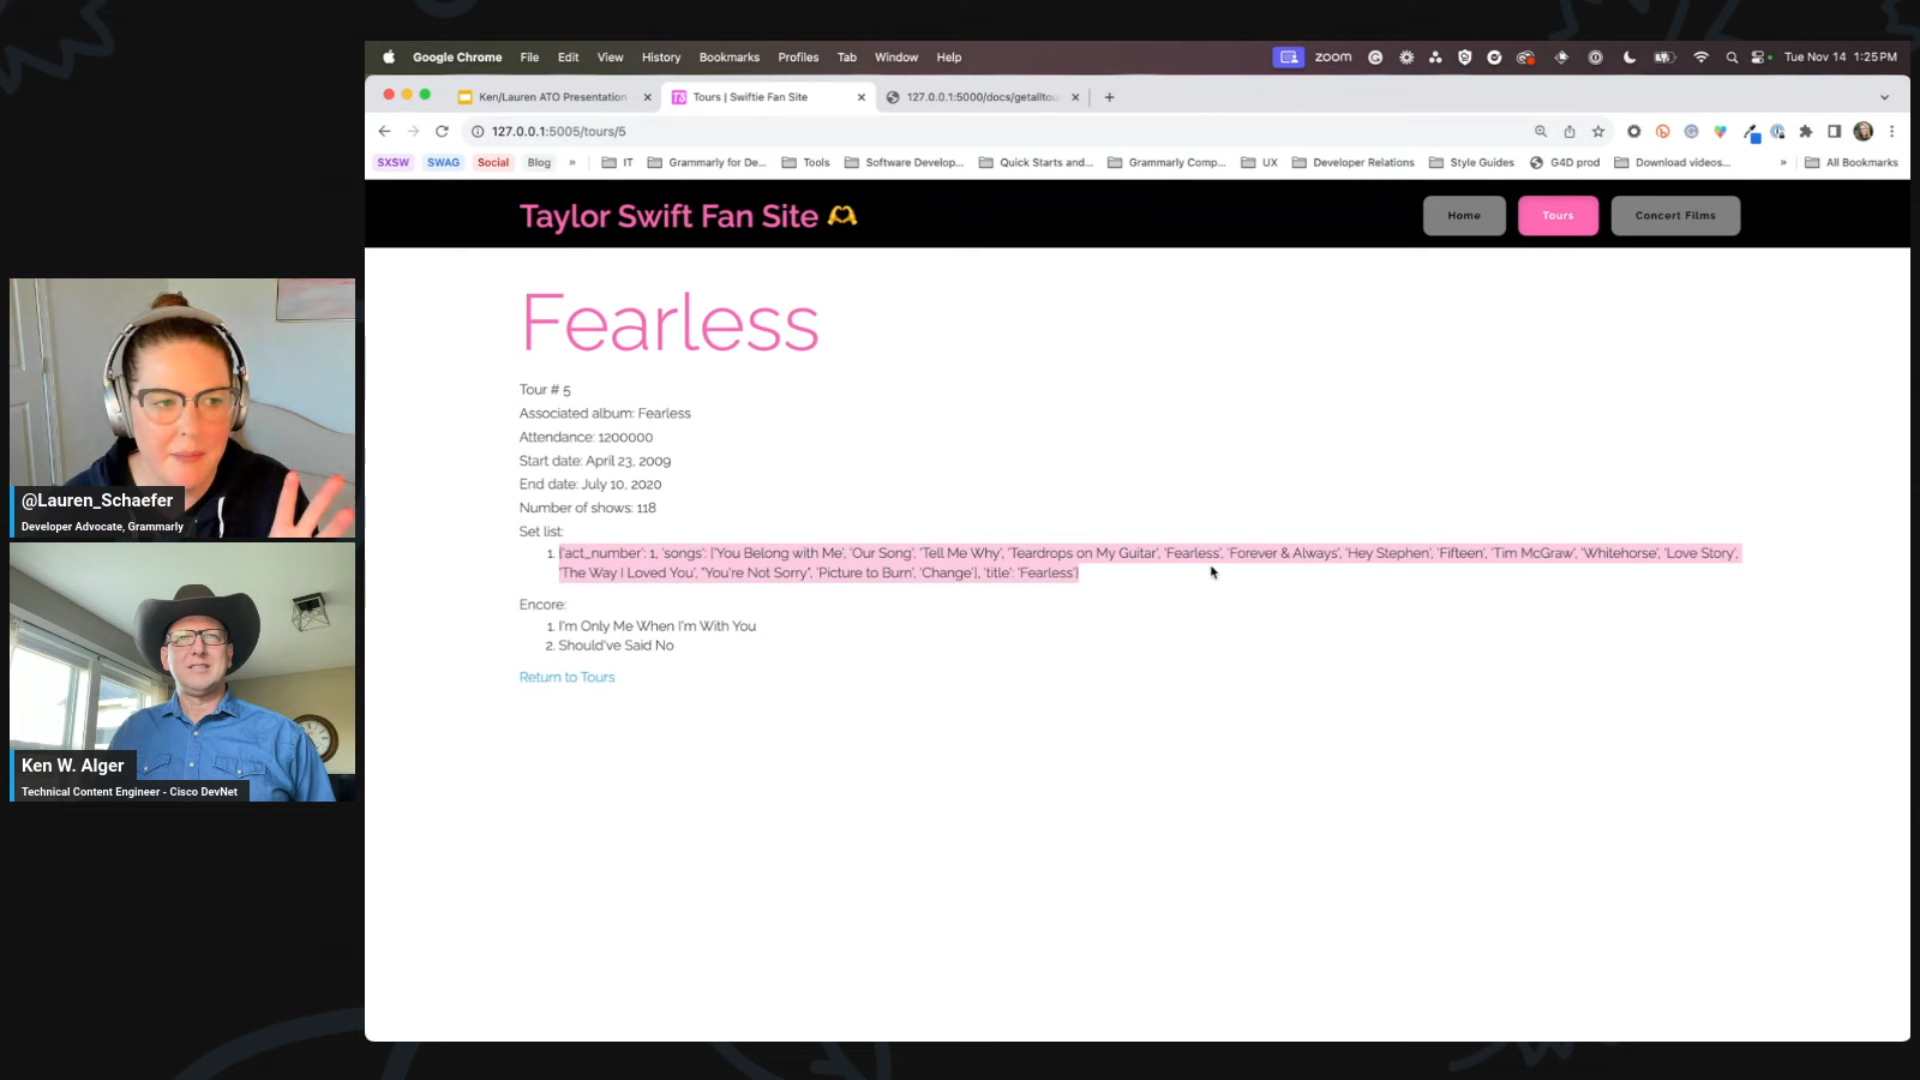 Google Chrome File Edit View History Bookmarks Profiles Tab Window Help
zoom
Tue Nov 14 1:25 PM
Ken/Lauren ATO Presentation
Tours | Swiftie Fan Site
127.0.0.1:5000/docs/getalltou
127.0.0.1:5005/tours/5
SXSW SWAG Social Blog » IT Grammarly for De... Tools Software Develop... Quick Starts and... Grammarly Comp... UX Developer Relations Style Guides G4D prod Download videos... » All Bookmarks
Taylor Swift Fan Site
Home Tours Concert Films
Fearless
Tour # 5
Associated album: Fearless
Attendance: 1200000
Start date: April 23, 2009
End date: July 10, 2020
Number of shows: 118
Set list:
1. {'act_number': 1, 'songs': ['You Belong with Me', 'Our Song', 'Tell Me Why', 'Teardrops on My Guitar', 'Fearless', 'Forever & Always', 'Hey Stephen', 'Fifteen', 'Tim McGraw', 'Whitehorse', 'Love Story',
'The Way I Loved You', "You're Not Sorry", 'Picture to Burn', 'Change'], 'title': 'Fearless'}
Encore:
1. I'm Only Me When I'm With You
2. Should've Said No
Return to Tours
@Lauren_Schaefer
Developer Advocate, Grammarly
Ken W. Alger
Technical Content Engineer - Cisco DevNet